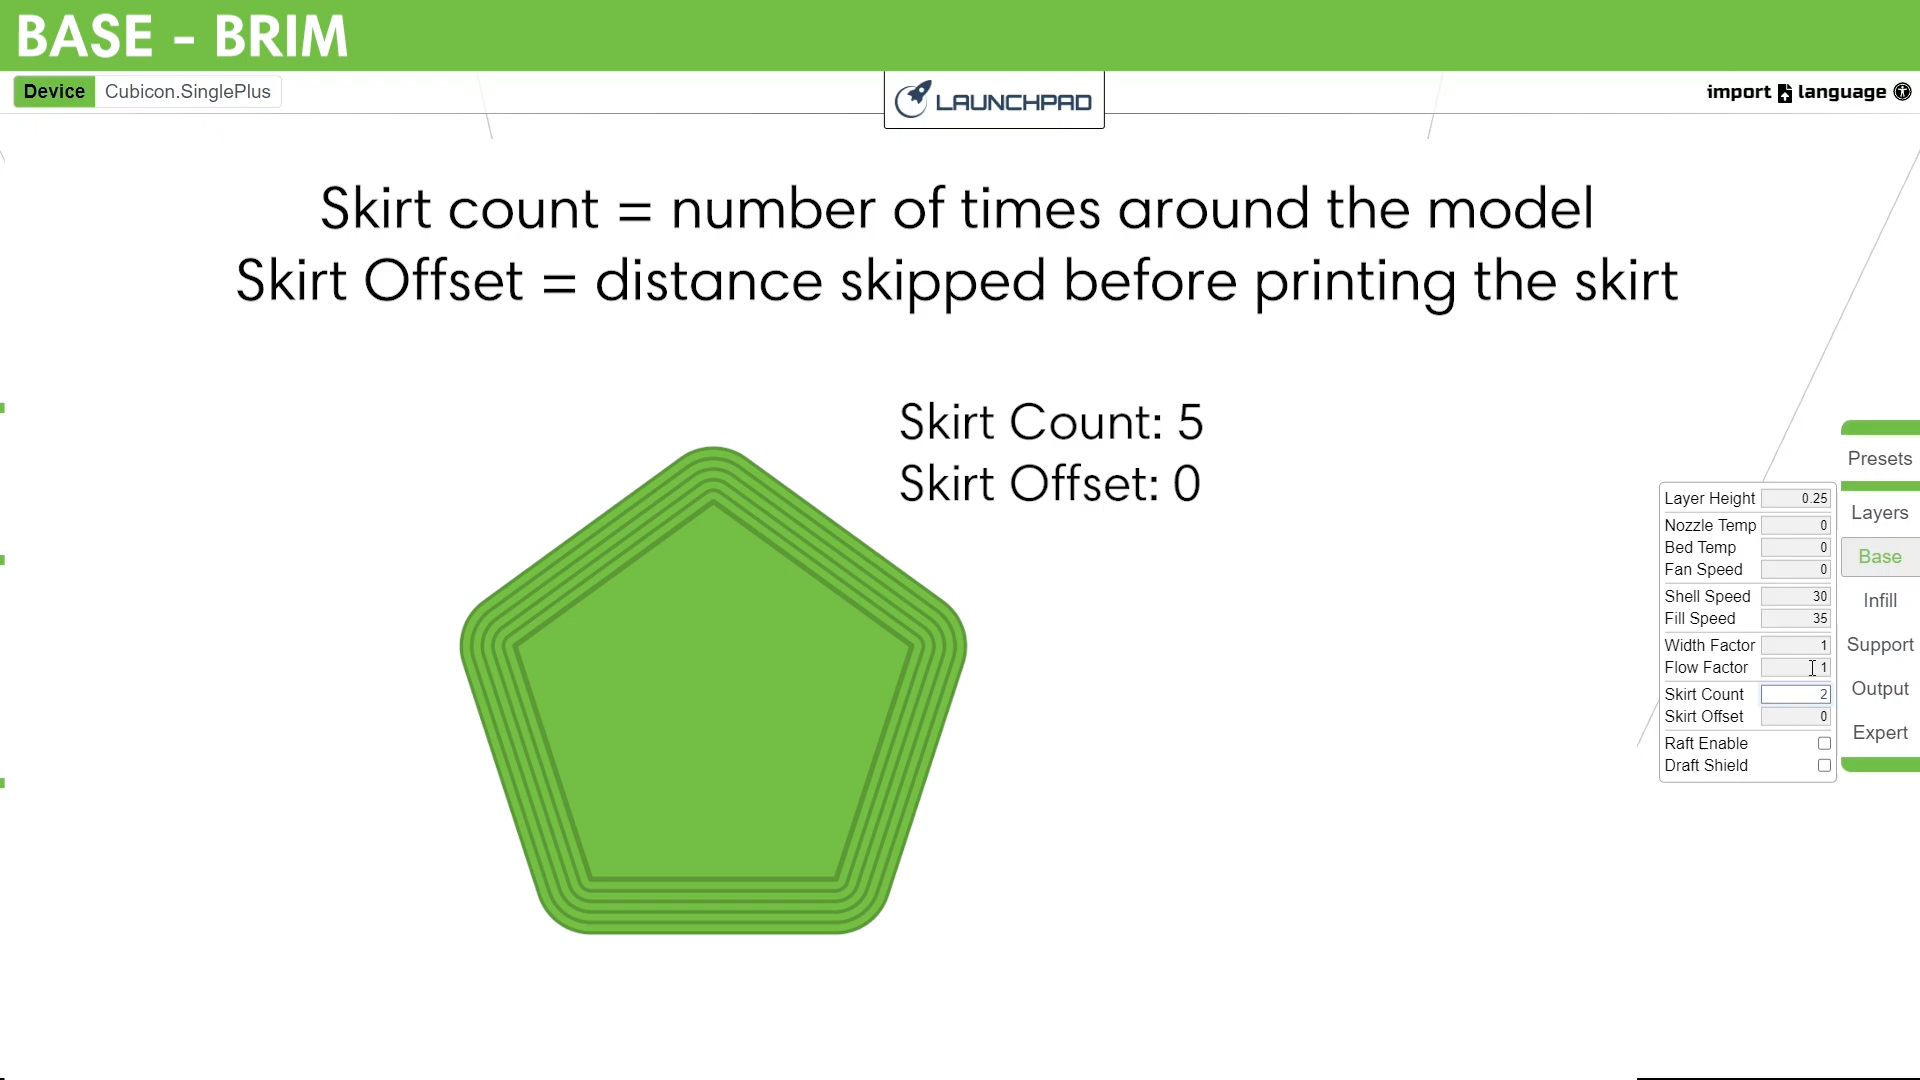 BASE - BRIM
Device Cubicon.SinglePlus
LAUNCHPAD
import language
Skirt count = number of times around the model
Skirt Offset = distance skipped before printing the skirt
Skirt Count: 5
Skirt Offset: 0
Layer Height 0.25
Nozzle Temp 0
Bed Temp 0
Fan Speed 0
Shell Speed 30
Fill Speed 35
Width Factor 1
Flow Factor 1
Skirt Count 2
Skirt Offset 0
Raft Enable
Draft Shield
Presets
Layers
Base
Infill
Support
Output
Expert